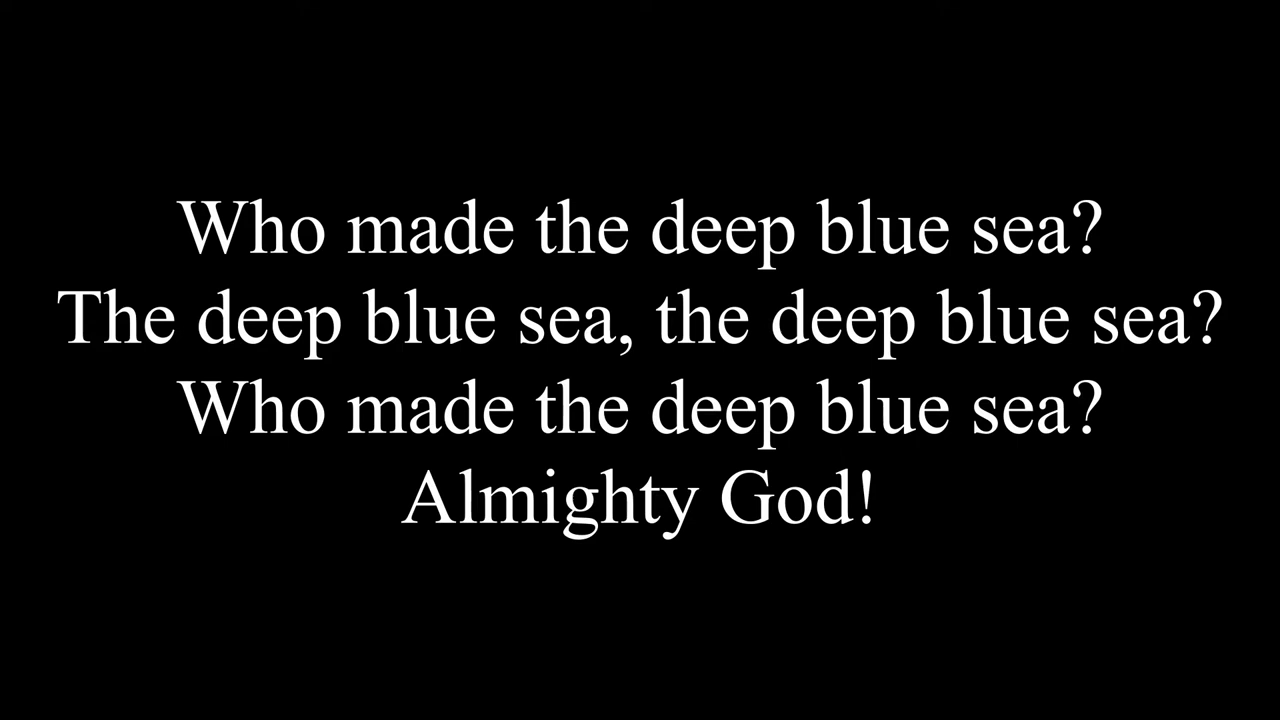 Who made the deep blue sea?
The deep blue sea, the deep blue sea?
Who made the deep blue sea?
Almighty God!